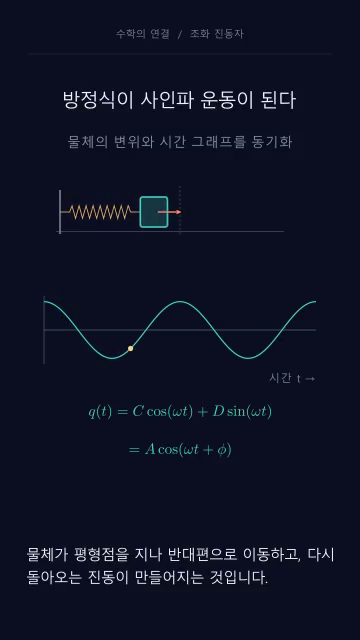 수학의 연결 / 조화 진동자
방정식이 사인파 운동이 된다
물체의 변위와 시간 그래프를 동기화
시간 t →
q(t) = C cos(ωt) + D sin(ωt)
= A cos(ωt + ϕ)
물체가 평형점을 지나 반대편으로 이동하고, 다시
돌아오는 진동이 만들어지는 것입니다.